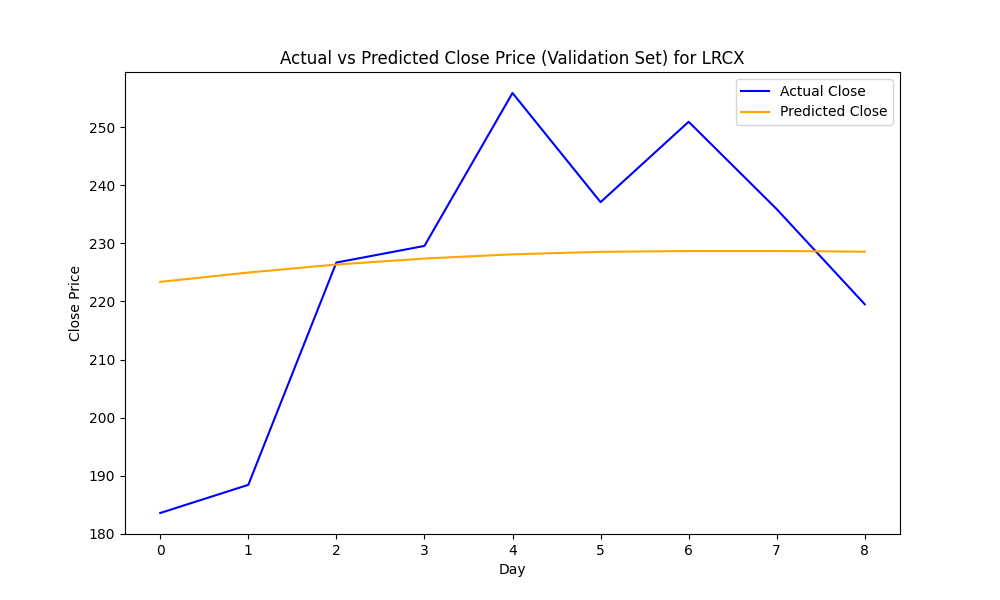 Actual vs Predicted Close Price (Validation Set) for LRCX
Actual Close
Predicted Close
Close Price
250
240
230
220
210
200
190
180
0 1 2 3 4 5 6 7 8
Day